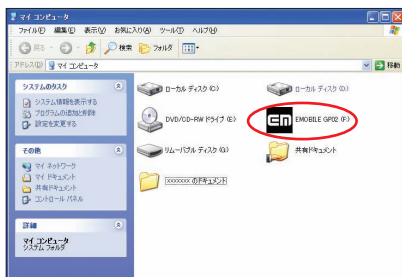 マイ コンピュータ
ファイル(F) 編集(E) 表示(V) お気に入り(A) ツール(T) ヘルプ(H)
戻る 検索 フォルダ
アドレス(D) マイ コンピュータ 移動
システムのタスク
システム情報を表示する
プログラムの追加と削除
設定を変更する
その他
マイ ネットワーク
マイ ドキュメント
共有ドキュメント
コントロール パネル
詳細
マイ コンピュータ
システム フォルダ
ローカル ディスク (C)
ローカル ディスク (D)
DVD/CD-RW ドライブ (E)
EMOBILE GP02 (F)
リムーバブル ディスク (G)
共有ドキュメント
xxxxxxx のドキュメント